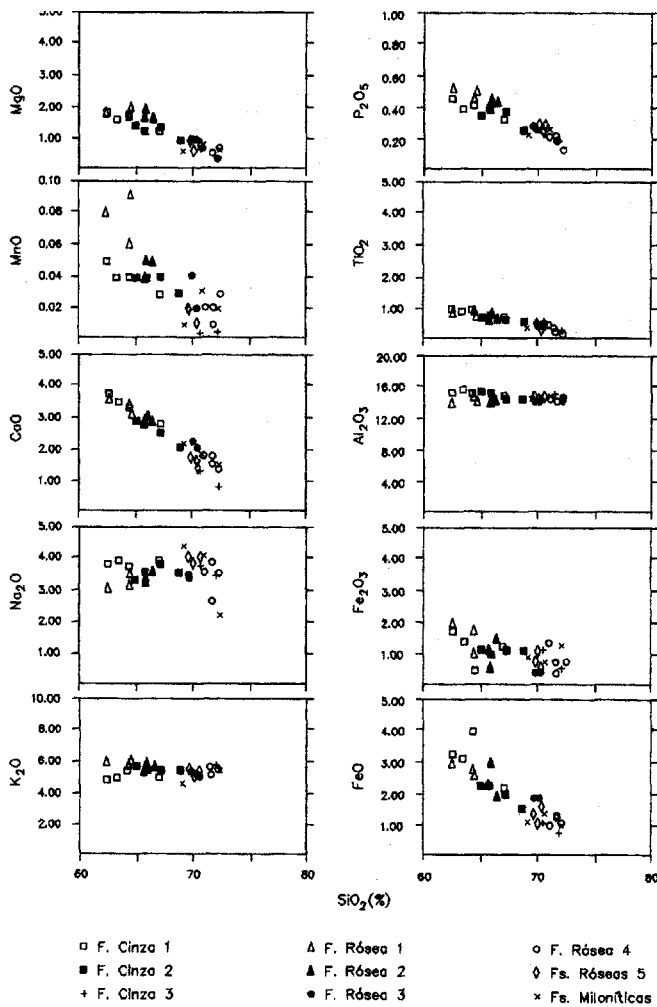 5.00
4.00
3.00
2.00
1.00
MgO
1.00
0.80
0.60
0.40
0.20
P2O5
0.10
0.08
0.06
0.04
0.02
MnO
5.00
4.00
3.00
2.00
1.00
TiO2
5.00
4.00
3.00
2.00
1.00
CaO
20.00
16.00
12.00
8.00
4.00
Al2O3
5.00
4.00
3.00
2.00
1.00
Na2O
5.00
4.00
3.00
2.00
1.00
Fe2O3
10.00
8.00
6.00
4.00
2.00
K2O
5.00
4.00
3.00
2.00
1.00
FeO
60 70 80
60 70 80
SiO2(%)
F. Cinza 1
F. Rósea 1
F. Rósea 4
F. Cinza 2
F. Rósea 2
Fs. Róseas 5
F. Cinza 3
F. Rósea 3
Fs. Miloníticas